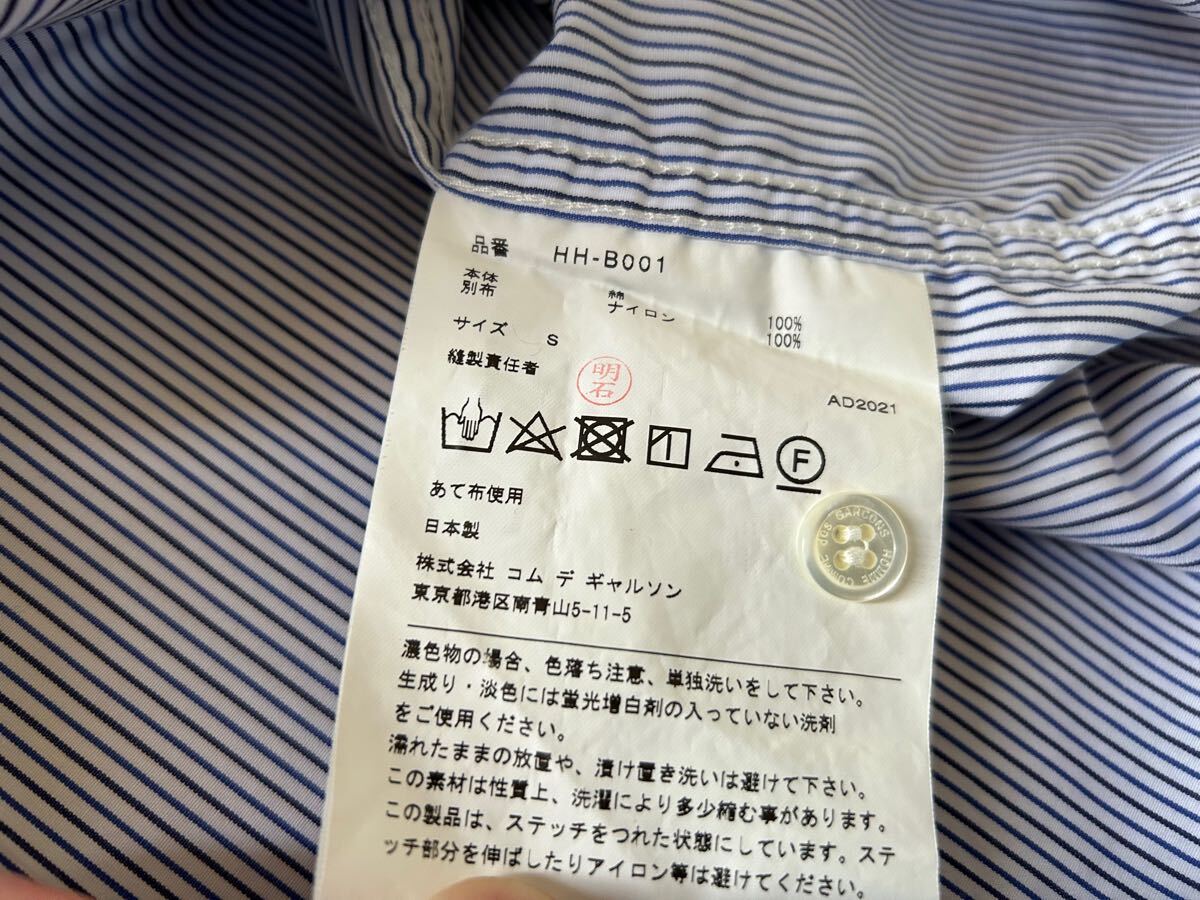 品番 HH-B001
本体 綿 100%
別布 ナイロン 100%
サイズ S
縫製責任者 明石
AD2021
F
あて布使用
日本製
株式会社 コム デ ギャルソン
東京都港区南青山5-11-5
COMME des GARCONS HOMME
濃色物の場合、色落ち注意、単独洗いをして下さい。
生成り・淡色には蛍光増白剤の入っていない洗剤
をご使用ください。
濡れたままの放置や、漬け置き洗いは避けて下さい。
この素材は性質上、洗濯により多少縮む事があります。
この製品は、ステッチをつれた状態にしています。ステ
ッチ部分を伸ばしたりアイロン等は避けてください。